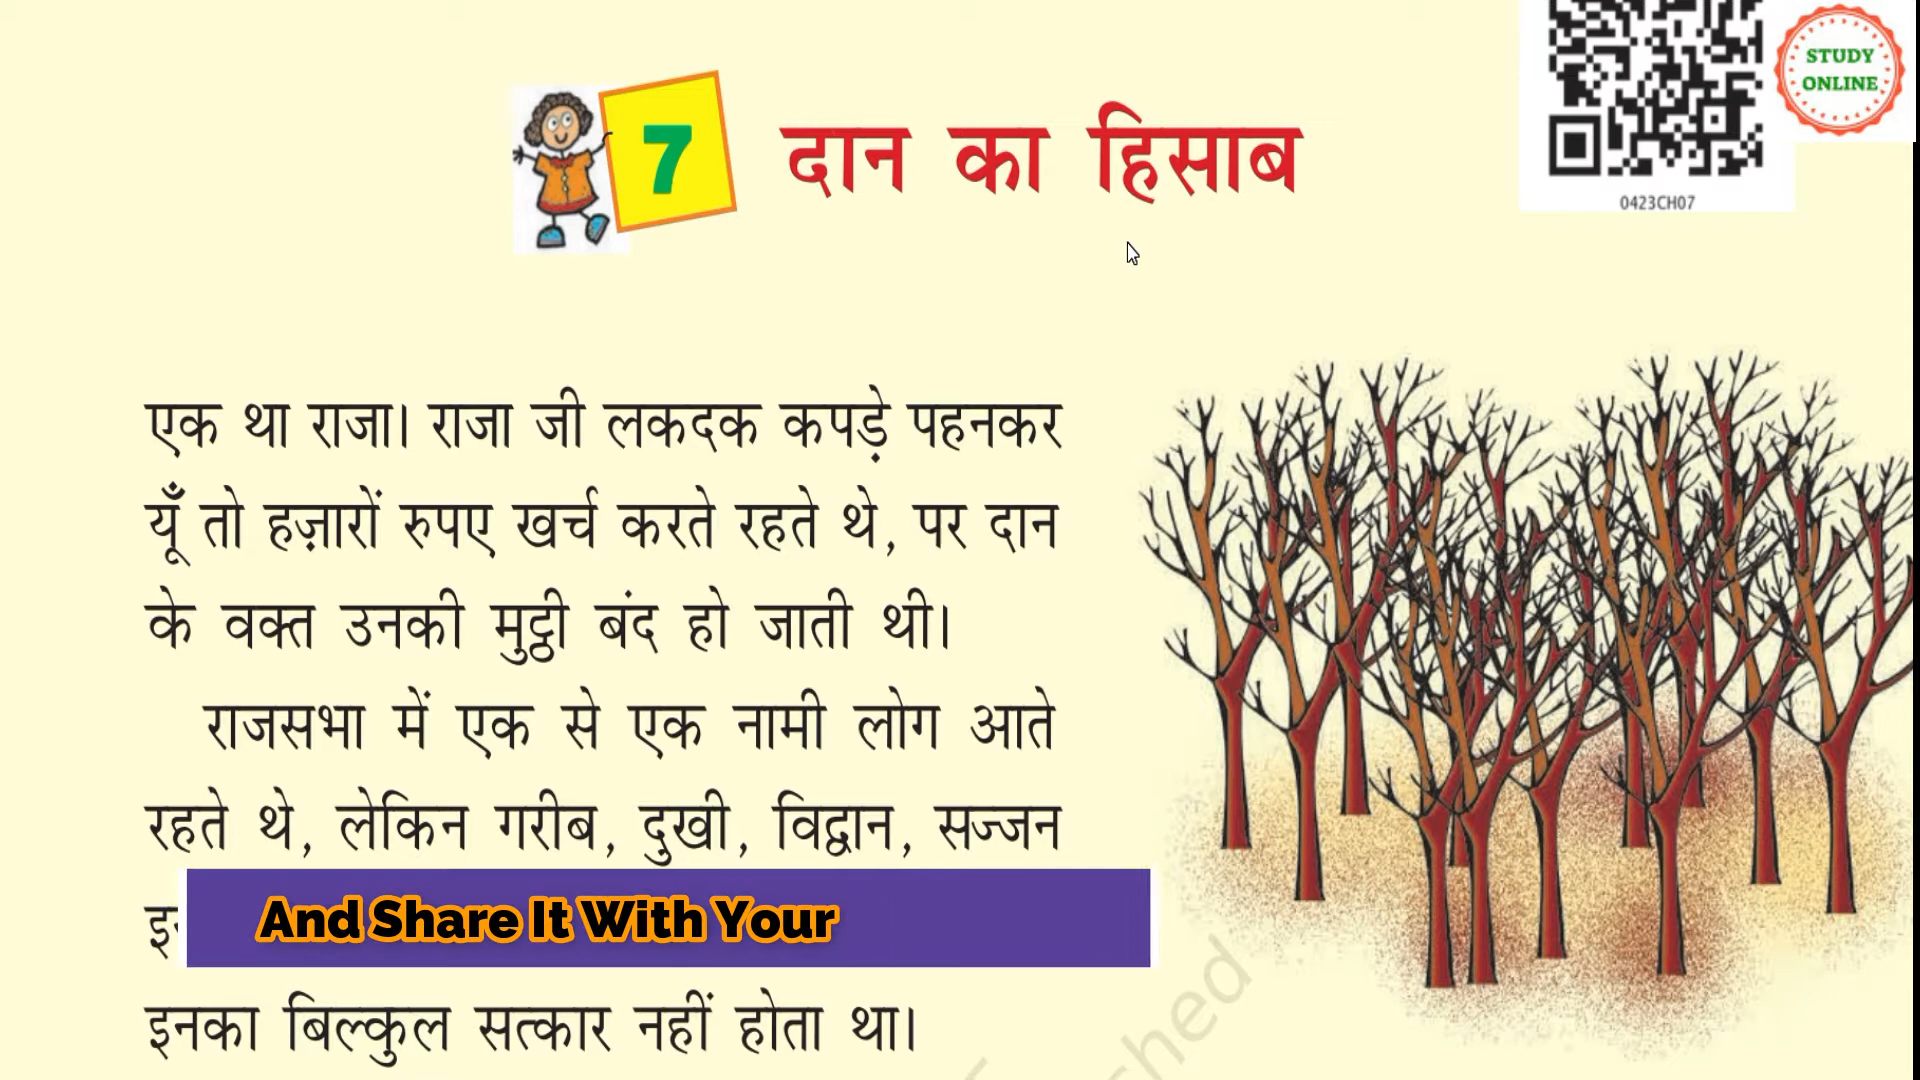 STUDY
ONLINE
0423CH07
7 दान का हिसाब
एक था राजा। राजा जी लकदक कपड़े पहनकर
यूँ तो हज़ारों रुपए खर्च करते रहते थे, पर दान
के वक्त उनकी मुट्ठी बंद हो जाती थी।
राजसभा में एक से एक नामी लोग आते
रहते थे, लेकिन गरीब, दुखी, विद्वान, सज्जन
And Share It With Your
इनका बिल्कुल सत्कार नहीं होता था।